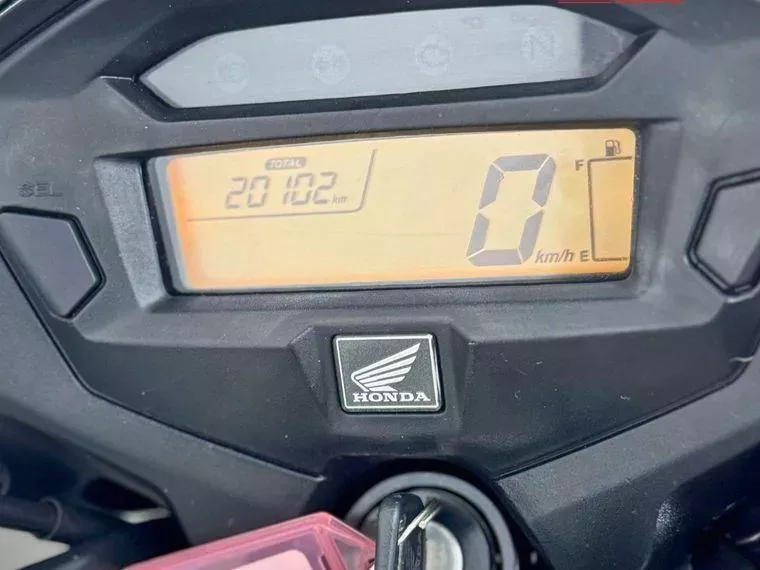 N
TOTAL
20102 km
SEL
0
km/h
F
E
HONDA